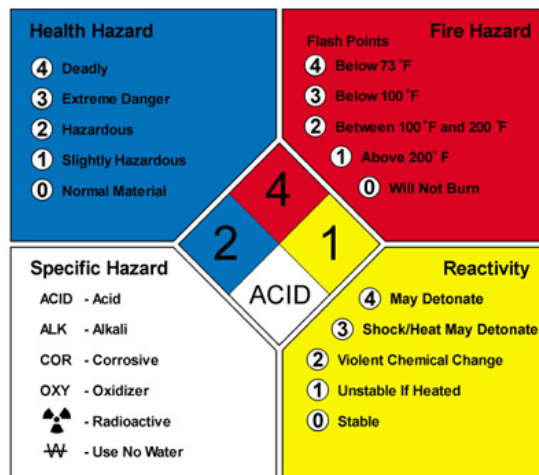 Health Hazard
4 Deadly
3 Extreme Danger
2 Hazardous
1 Slightly Hazardous
0 Normal Material
Fire Hazard
Flash Points
4 Below 73°F
3 Below 100°F
2 Between 100°F and 200°F
1 Above 200°F
0 Will Not Burn
4
2
1
ACID
Specific Hazard
ACID - Acid
ALK - Alkali
COR - Corrosive
OXY - Oxidizer
- Radioactive
W - Use No Water
Reactivity
4 May Detonate
3 Shock/Heat May Detonate
2 Violent Chemical Change
1 Unstable If Heated
0 Stable